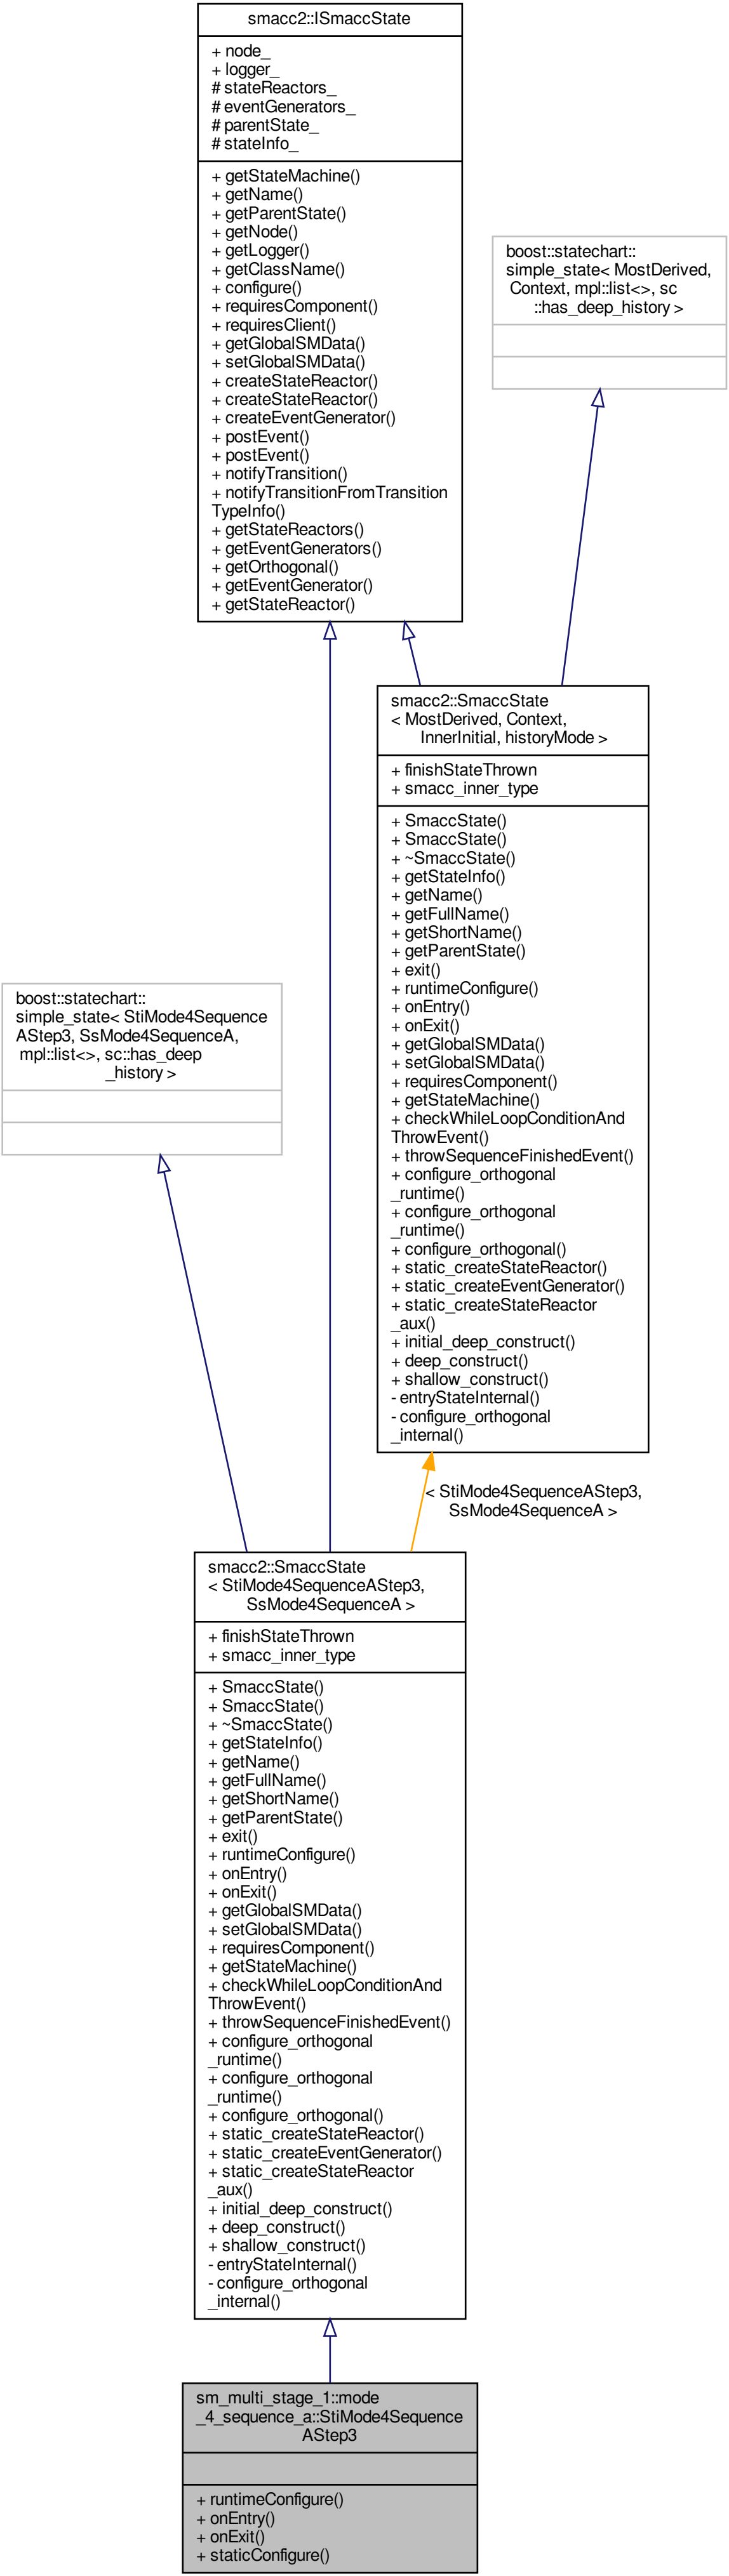 smacc2::ISmaccState
+ node_
+ logger_
# stateReactors_
# eventGenerators_
# parentState_
# stateInfo_
+ getStateMachine()
+ getName()
+ getParentState()
+ getNode()
+ getLogger()
+ getClassName()
+ configure()
+ requiresComponent()
+ requiresClient()
+ getGlobalSMData()
+ setGlobalSMData()
+ createStateReactor()
+ createStateReactor()
+ createEventGenerator()
+ postEvent()
+ postEvent()
+ notifyTransition()
+ notifyTransitionFromTransition
TypeInfo()
+ getStateReactors()
+ getEventGenerators()
+ getOrthogonal()
+ getEventGenerator()
+ getStateReactor()
boost::statechart::
simple_state< MostDerived,
Context, mpl::list<>, sc
::has_deep_history >
smacc2::SmaccState
< MostDerived, Context,
InnerInitial, historyMode >
+ finishStateThrown
+ smacc_inner_type
+ SmaccState()
+ SmaccState()
+ ~SmaccState()
+ getStateInfo()
+ getName()
+ getFullName()
+ getShortName()
+ getParentState()
+ exit()
+ runtimeConfigure()
+ onEntry()
+ onExit()
+ getGlobalSMData()
+ setGlobalSMData()
+ requiresComponent()
+ getStateMachine()
+ checkWhileLoopConditionAnd
ThrowEvent()
+ throwSequenceFinishedEvent()
+ configure_orthogonal
_runtime()
+ configure_orthogonal
_runtime()
+ configure_orthogonal()
+ static_createStateReactor()
+ static_createEventGenerator()
+ static_createStateReactor
_aux()
+ initial_deep_construct()
+ deep_construct()
+ shallow_construct()
- entryStateInternal()
- configure_orthogonal
_internal()
boost::statechart::
simple_state< StiMode4Sequence
AStep3, SsMode4SequenceA,
mpl::list<>, sc::has_deep
_history >
< StiMode4SequenceAStep3,
SsMode4SequenceA >
smacc2::SmaccState
< StiMode4SequenceAStep3,
SsMode4SequenceA >
+ finishStateThrown
+ smacc_inner_type
+ SmaccState()
+ SmaccState()
+ ~SmaccState()
+ getStateInfo()
+ getName()
+ getFullName()
+ getShortName()
+ getParentState()
+ exit()
+ runtimeConfigure()
+ onEntry()
+ onExit()
+ getGlobalSMData()
+ setGlobalSMData()
+ requiresComponent()
+ getStateMachine()
+ checkWhileLoopConditionAnd
ThrowEvent()
+ throwSequenceFinishedEvent()
+ configure_orthogonal
_runtime()
+ configure_orthogonal
_runtime()
+ configure_orthogonal()
+ static_createStateReactor()
+ static_createEventGenerator()
+ static_createStateReactor
_aux()
+ initial_deep_construct()
+ deep_construct()
+ shallow_construct()
- entryStateInternal()
- configure_orthogonal
_internal()
sm_multi_stage_1::mode
_4_sequence_a::StiMode4Sequence
AStep3
+ runtimeConfigure()
+ onEntry()
+ onExit()
+ staticConfigure()